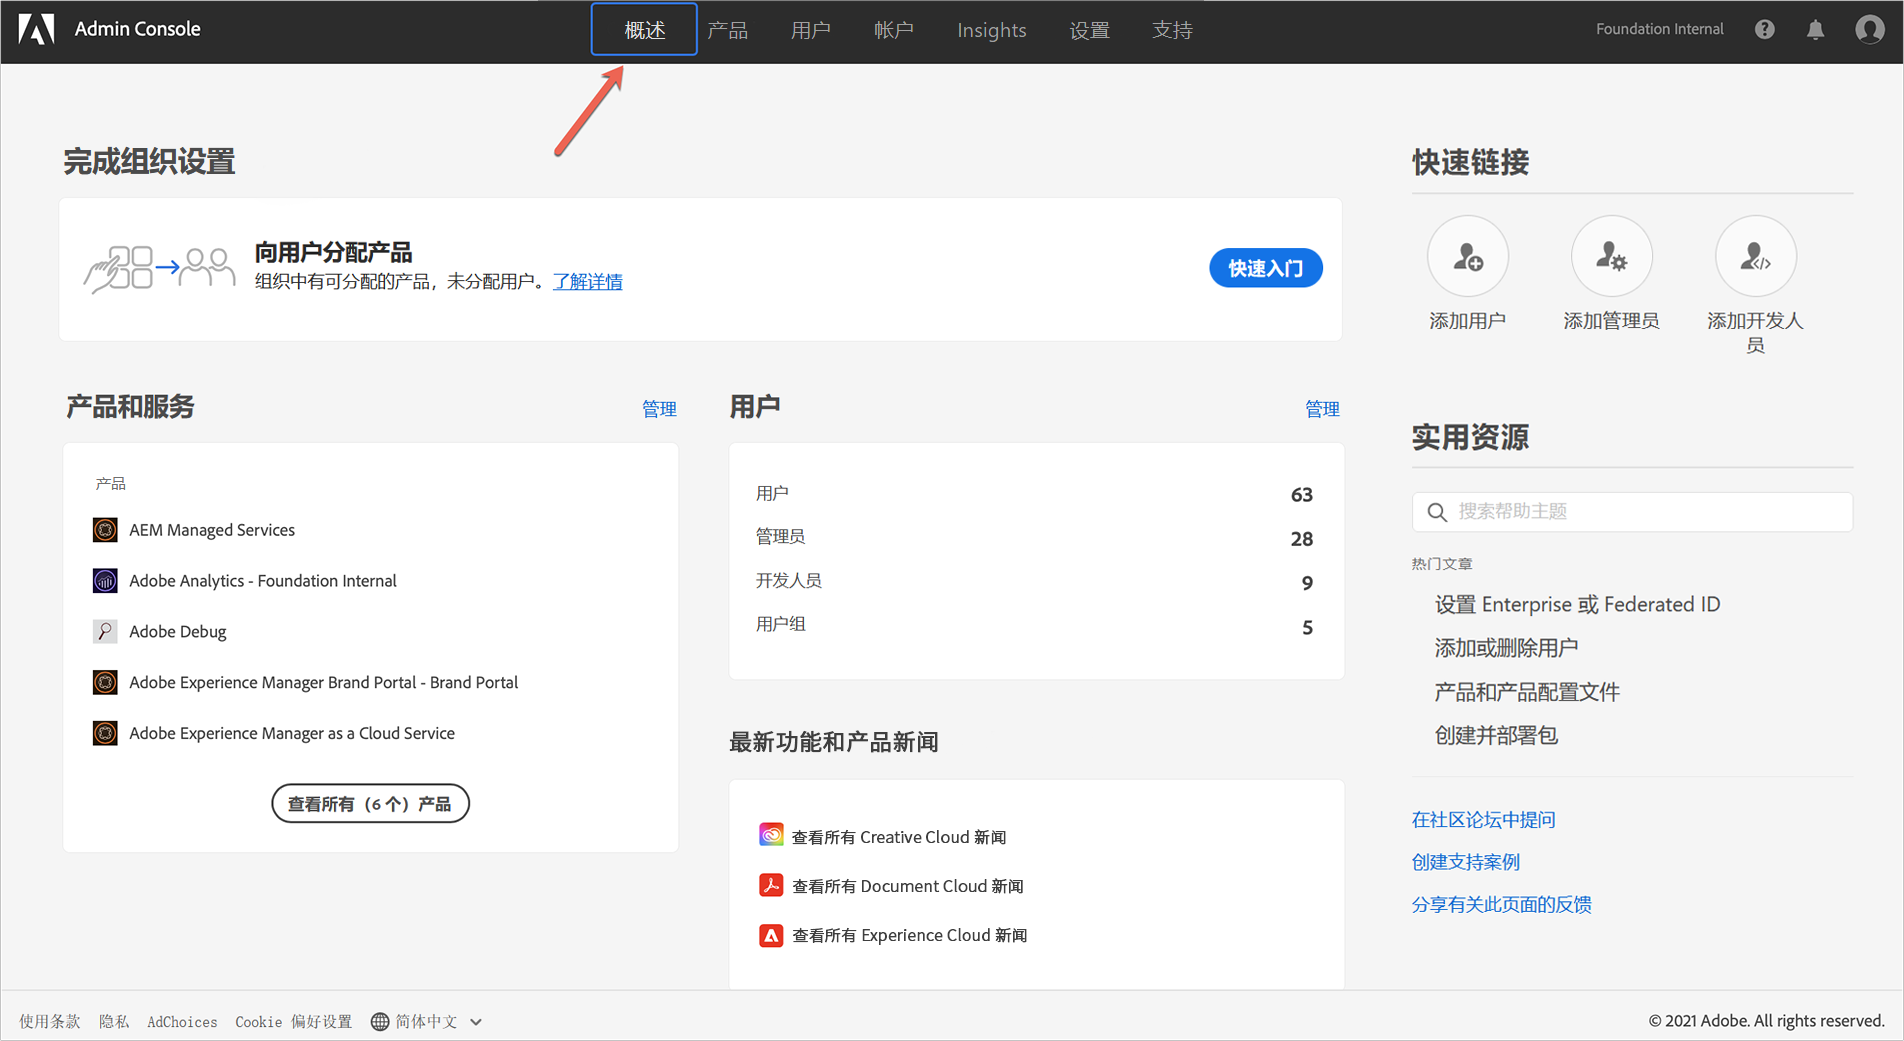 Admin Console
概述
产品
用户
帐户
Insights
设置
支持
Foundation Internal
完成组织设置
向用户分配产品
组织中有可分配的产品，未分配用户。了解详情
快速入门
产品和服务
管理
产品
AEM Managed Services
Adobe Analytics - Foundation Internal
Adobe Debug
Adobe Experience Manager Brand Portal - Brand Portal
Adobe Experience Manager as a Cloud Service
查看所有（6 个）产品
用户
管理
用户 63
管理员 28
开发人员 9
用户组 5
最新功能和产品新闻
查看所有 Creative Cloud 新闻
查看所有 Document Cloud 新闻
查看所有 Experience Cloud 新闻
快速链接
添加用户
添加管理员
添加开发人
员
实用资源
搜索帮助主题
热门文章
设置 Enterprise 或 Federated ID
添加或删除用户
产品和产品配置文件
创建并部署包
在社区论坛中提问
创建支持案例
分享有关此页面的反馈
使用条款
隐私
AdChoices
Cookie 偏好设置
简体中文
© 2021 Adobe. All rights reserved.